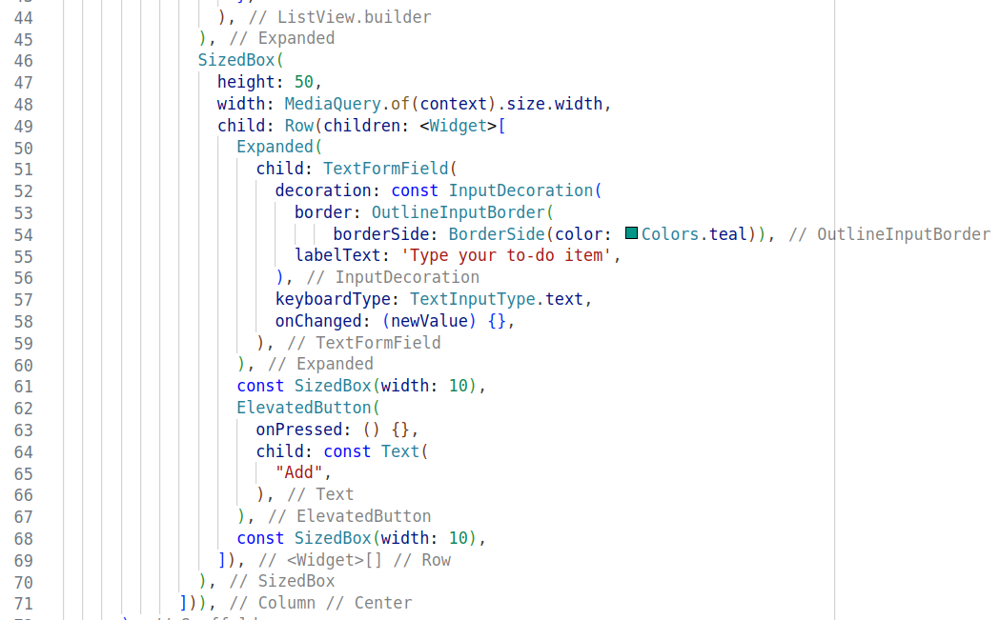 44 ), // ListView.builder
45 ), // Expanded
46 SizedBox(
47 height: 50,
48 width: MediaQuery.of(context).size.width,
49 child: Row(children: <Widget>[
50 Expanded(
51 child: TextFormField(
52 decoration: const InputDecoration(
53 border: OutlineInputBorder(
54 borderSide: BorderSide(color: Colors.teal)), // OutlineInputBorder
55 labelText: 'Type your to-do item',
56 ), // InputDecoration
57 keyboardType: TextInputType.text,
58 onChanged: (newValue) {},
59 ), // TextFormField
60 ), // Expanded
61 const SizedBox(width: 10),
62 ElevatedButton(
63 onPressed: () {},
64 child: const Text(
65 "Add",
66 ), // Text
67 ), // ElevatedButton
68 const SizedBox(width: 10),
69 ]), // <Widget>[] // Row
70 ), // SizedBox
71 ])), // Column // Center